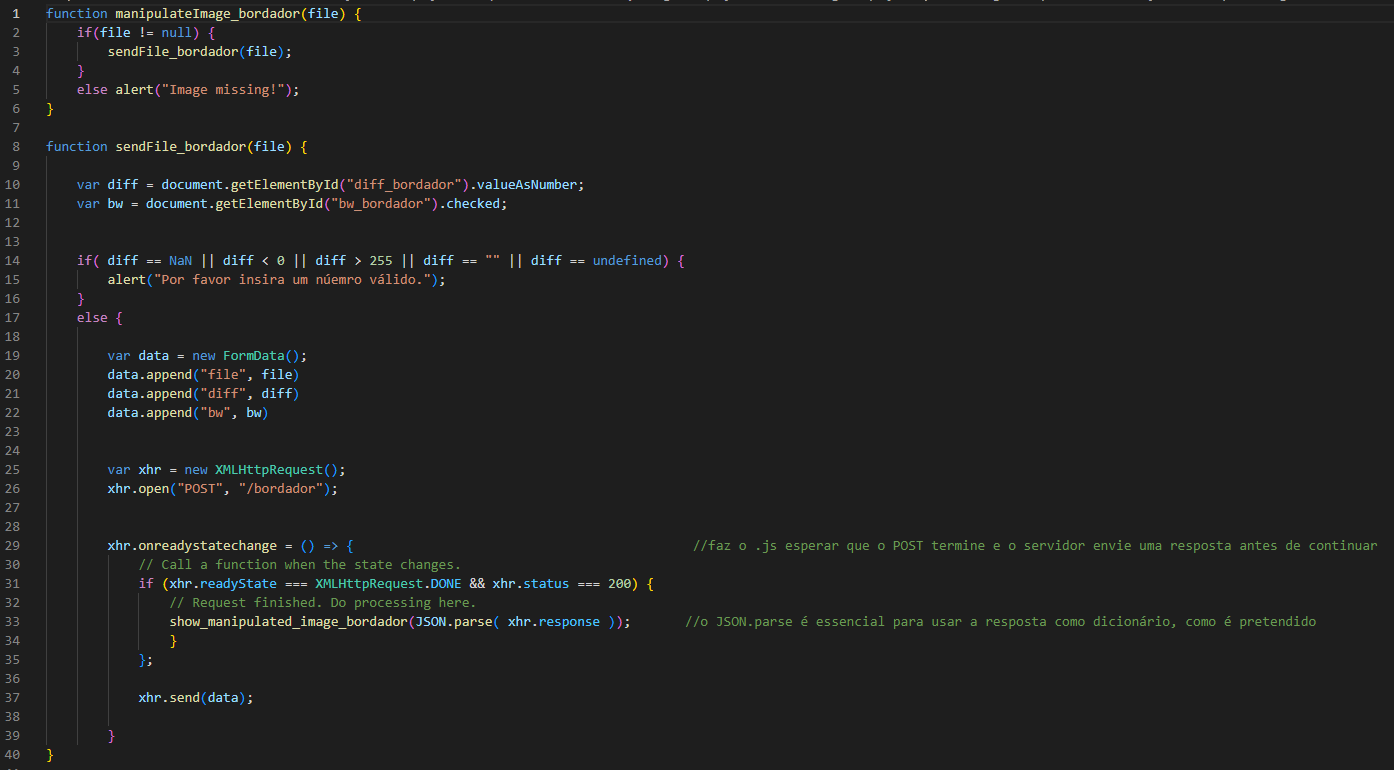 1 function manipulateImage_bordador(file) {
2 if(file != null) {
3 sendFile_bordador(file);
4 }
5 else alert("Image missing!");
6 }
7
8 function sendFile_bordador(file) {
9
10 var diff = document.getElementById("diff_bordador").valueAsNumber;
11 var bw = document.getElementById("bw_bordador").checked;
12
13
14 if( diff == NaN || diff < 0 || diff > 255 || diff == "" || diff == undefined) {
15 alert("Por favor insira um núemro válido.");
16 }
17 else {
18
19 var data = new FormData();
20 data.append("file", file)
21 data.append("diff", diff)
22 data.append("bw", bw)
23
24
25 var xhr = new XMLHttpRequest();
26 xhr.open("POST", "/bordador");
27
28
29 xhr.onreadystatechange = () => { //faz o .js esperar que o POST termine e o servidor envie uma resposta antes de continuar
30 // Call a function when the state changes.
31 if (xhr.readyState === XMLHttpRequest.DONE && xhr.status === 200) {
32 // Request finished. Do processing here.
33 show_manipulated_image_bordador(JSON.parse( xhr.response )); //o JSON.parse é essencial para usar a resposta como dicionário, como é pretendido
34 }
35 };
36
37 xhr.send(data);
38
39 }
40 }